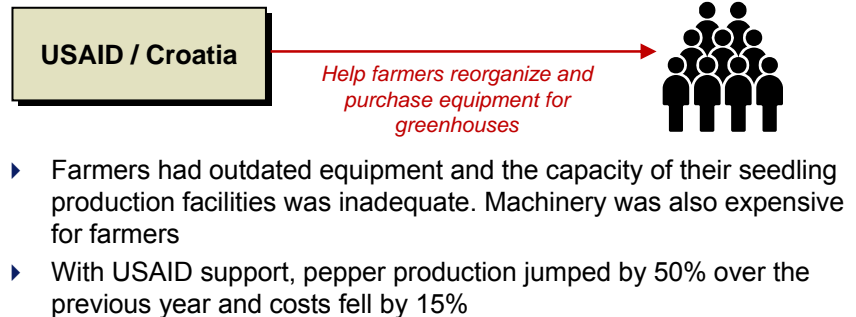 USAID / Croatia
Help farmers reorganize and
purchase equipment for
greenhouses
Farmers had outdated equipment and the capacity of their seedling
production facilities was inadequate. Machinery was also expensive
for farmers
With USAID support, pepper production jumped by 50% over the
previous year and costs fell by 15%